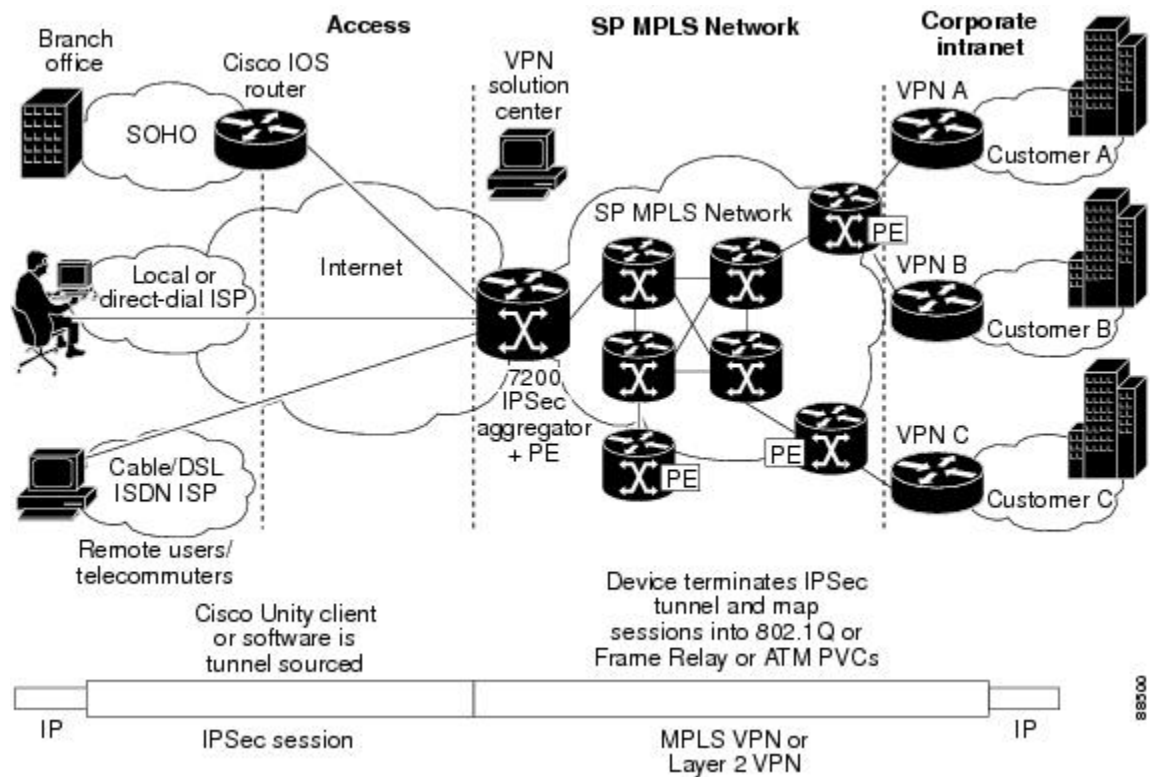 Access
SP MPLS Network
Corporate
intranet
Branch
office
Cisco IOS
router
VPN
solution
center
VPN A
SOHO
Customer A
SP MPLS Network
PE
Internet
Local or
direct-dial ISP
VPN B
Customer B
7200
IPSec
aggregator
+ PE
PE
PE
VPN C
Cable/DSL
ISDN ISP
Customer C
Remote users/
telecommuters
Cisco Unity client
or software is
tunnel sourced
Device terminates IPSec
tunnel and map
sessions into 802.1Q or
Frame Relay or ATM PVCs
IP
IPSec session
MPLS VPN or
Layer 2 VPN
IP
88500